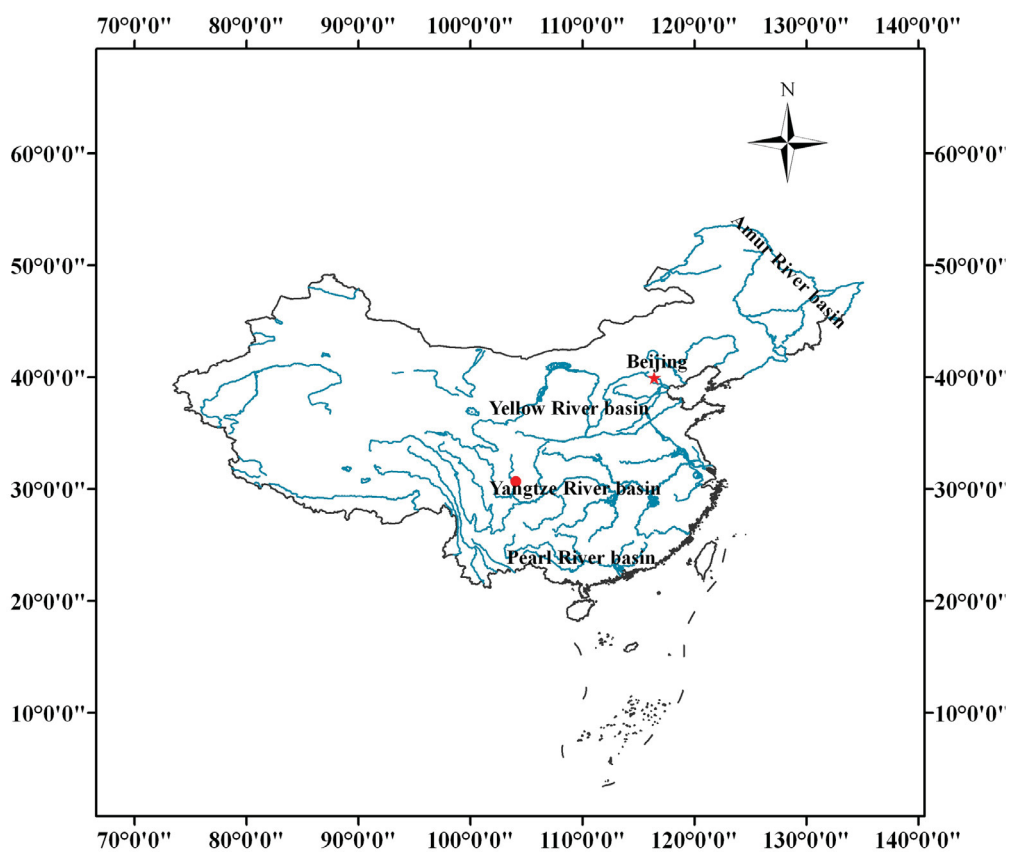 70°0'0" 80°0'0" 90°0'0" 100°0'0" 110°0'0" 120°0'0" 130°0'0" 140°0'0"
N
60°0'0" 60°0'0"
Amur River basin
50°0'0" 50°0'0"
Beijing
40°0'0" 40°0'0"
Yellow River basin
30°0'0" Yangtze River basin 30°0'0"
Pearl River basin
20°0'0" 20°0'0"
10°0'0" 10°0'0"
70°0'0" 80°0'0" 90°0'0" 100°0'0" 110°0'0" 120°0'0" 130°0'0" 140°0'0"